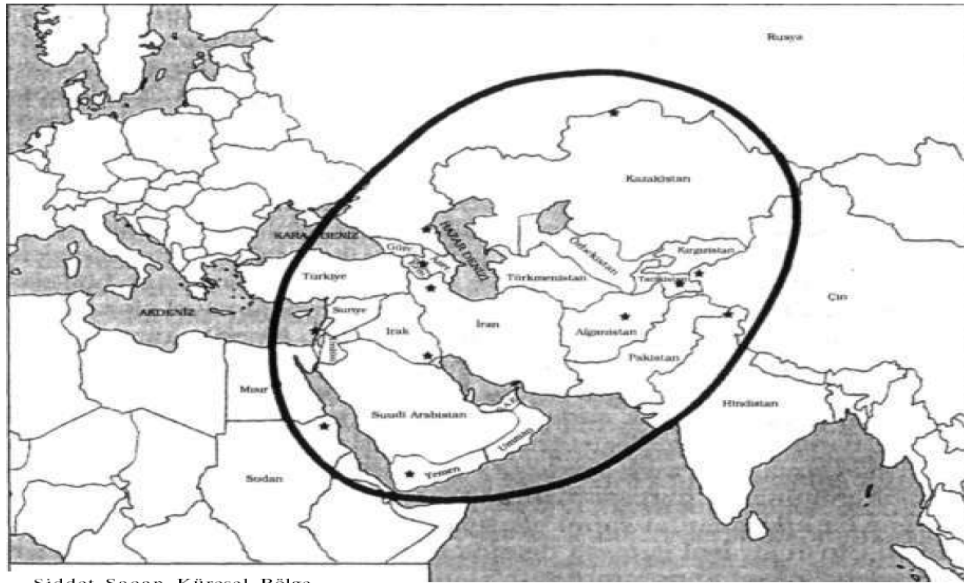 Rusya
Kazakistan
KARADENİZ
HAZAR DENİZİ
Gürc
Özbekistan
Kırgızistan
Türkiye
Türkmenistan
Tacikistan
Çin
AKDENİZ
Suriye
Irak
İran
Afganistan
Pakistan
Mısır
Suudi Arabistan
B.A.E
Hindistan
Umman
Sudan
Yemen
Şiddet Saçan Küresel Bölge